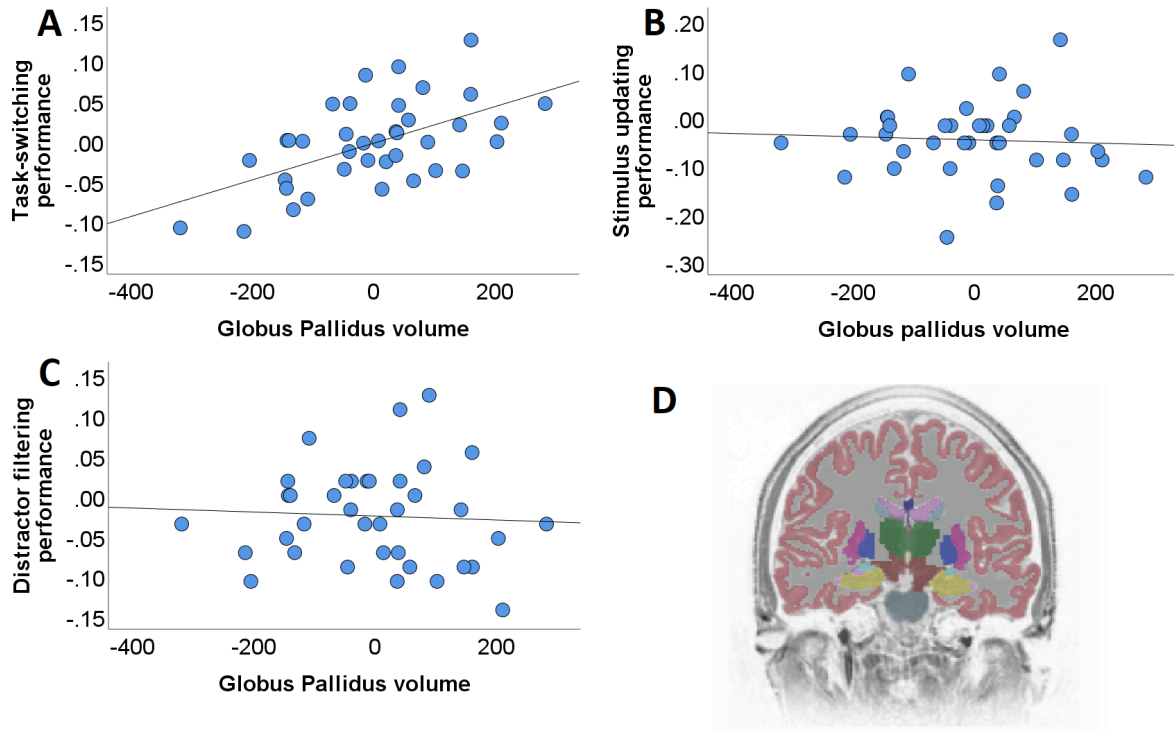 A
.15
.10
.05
.00
-.05
-.10
-.15
Task-switching
performance
-400
-200
0
200
Globus Pallidus volume
B
.20
.10
.00
-.10
-.20
-.30
Stimulus updating
performance
-400
-200
0
200
Globus pallidus volume
C
.15
.10
.05
.00
-.05
-.10
-.15
Distractor filtering
performance
-400
-200
0
200
Globus Pallidus volume
D